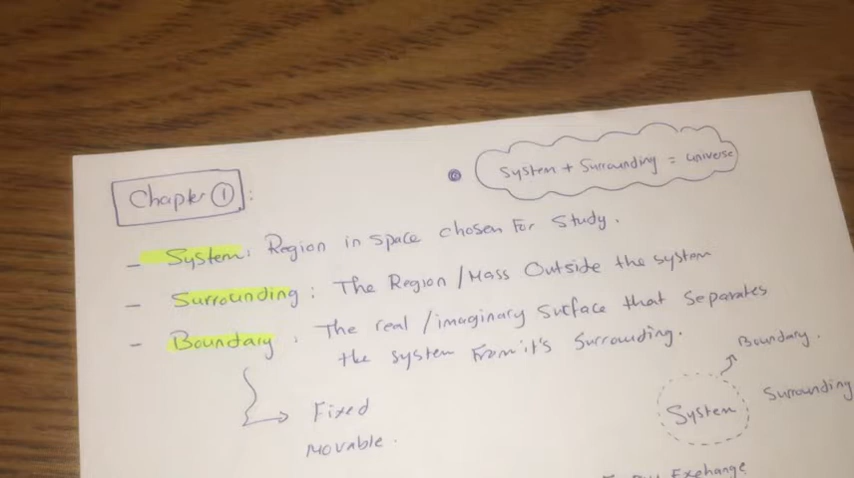 System + Surrounding = universe
Chapter 1 :
- System: Region in space chosen for study.
- Surrounding: The Region / Mass Outside the system
- Boundary: The real / imaginary surface that separates
the system from it's surrounding.
Fixed
Movable.
Boundary.
System
Surrounding
Exchange